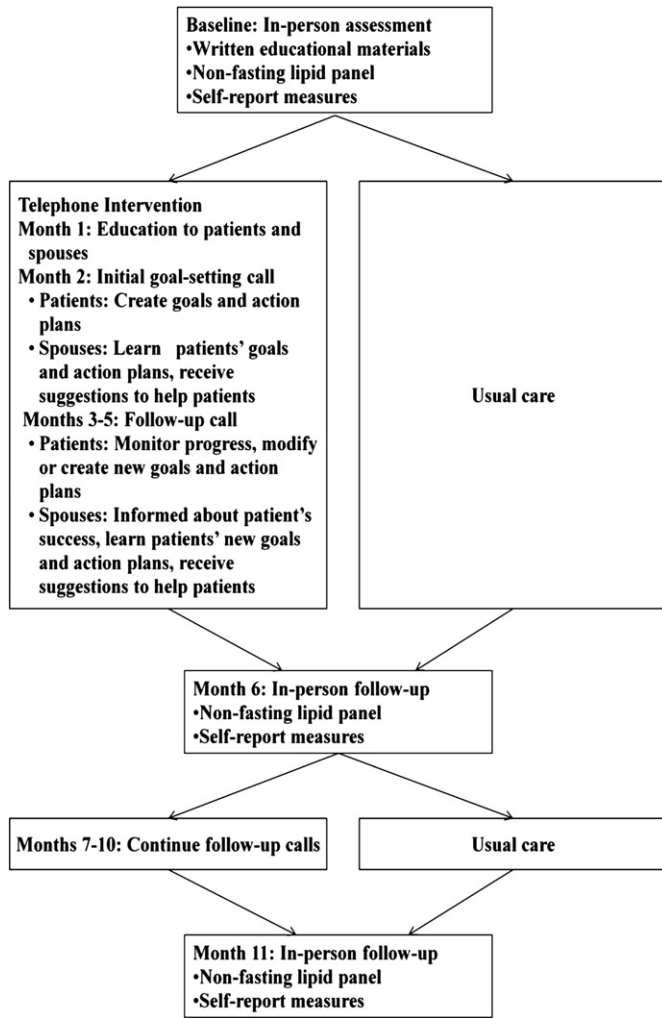 Baseline: In-person assessment
•Written educational materials
•Non-fasting lipid panel
•Self-report measures
Telephone Intervention
Month 1: Education to patients and
spouses
Month 2: Initial goal-setting call
• Patients: Create goals and action
plans
• Spouses: Learn patients’ goals
and action plans, receive
suggestions to help patients
Months 3-5: Follow-up call
• Patients: Monitor progress, modify
or create new goals and action
plans
• Spouses: Informed about patient’s
success, learn patients’ new goals
and action plans, receive
suggestions to help patients
Usual care
Month 6: In-person follow-up
•Non-fasting lipid panel
•Self-report measures
Months 7-10: Continue follow-up calls
Usual care
Month 11: In-person follow-up
•Non-fasting lipid panel
•Self-report measures